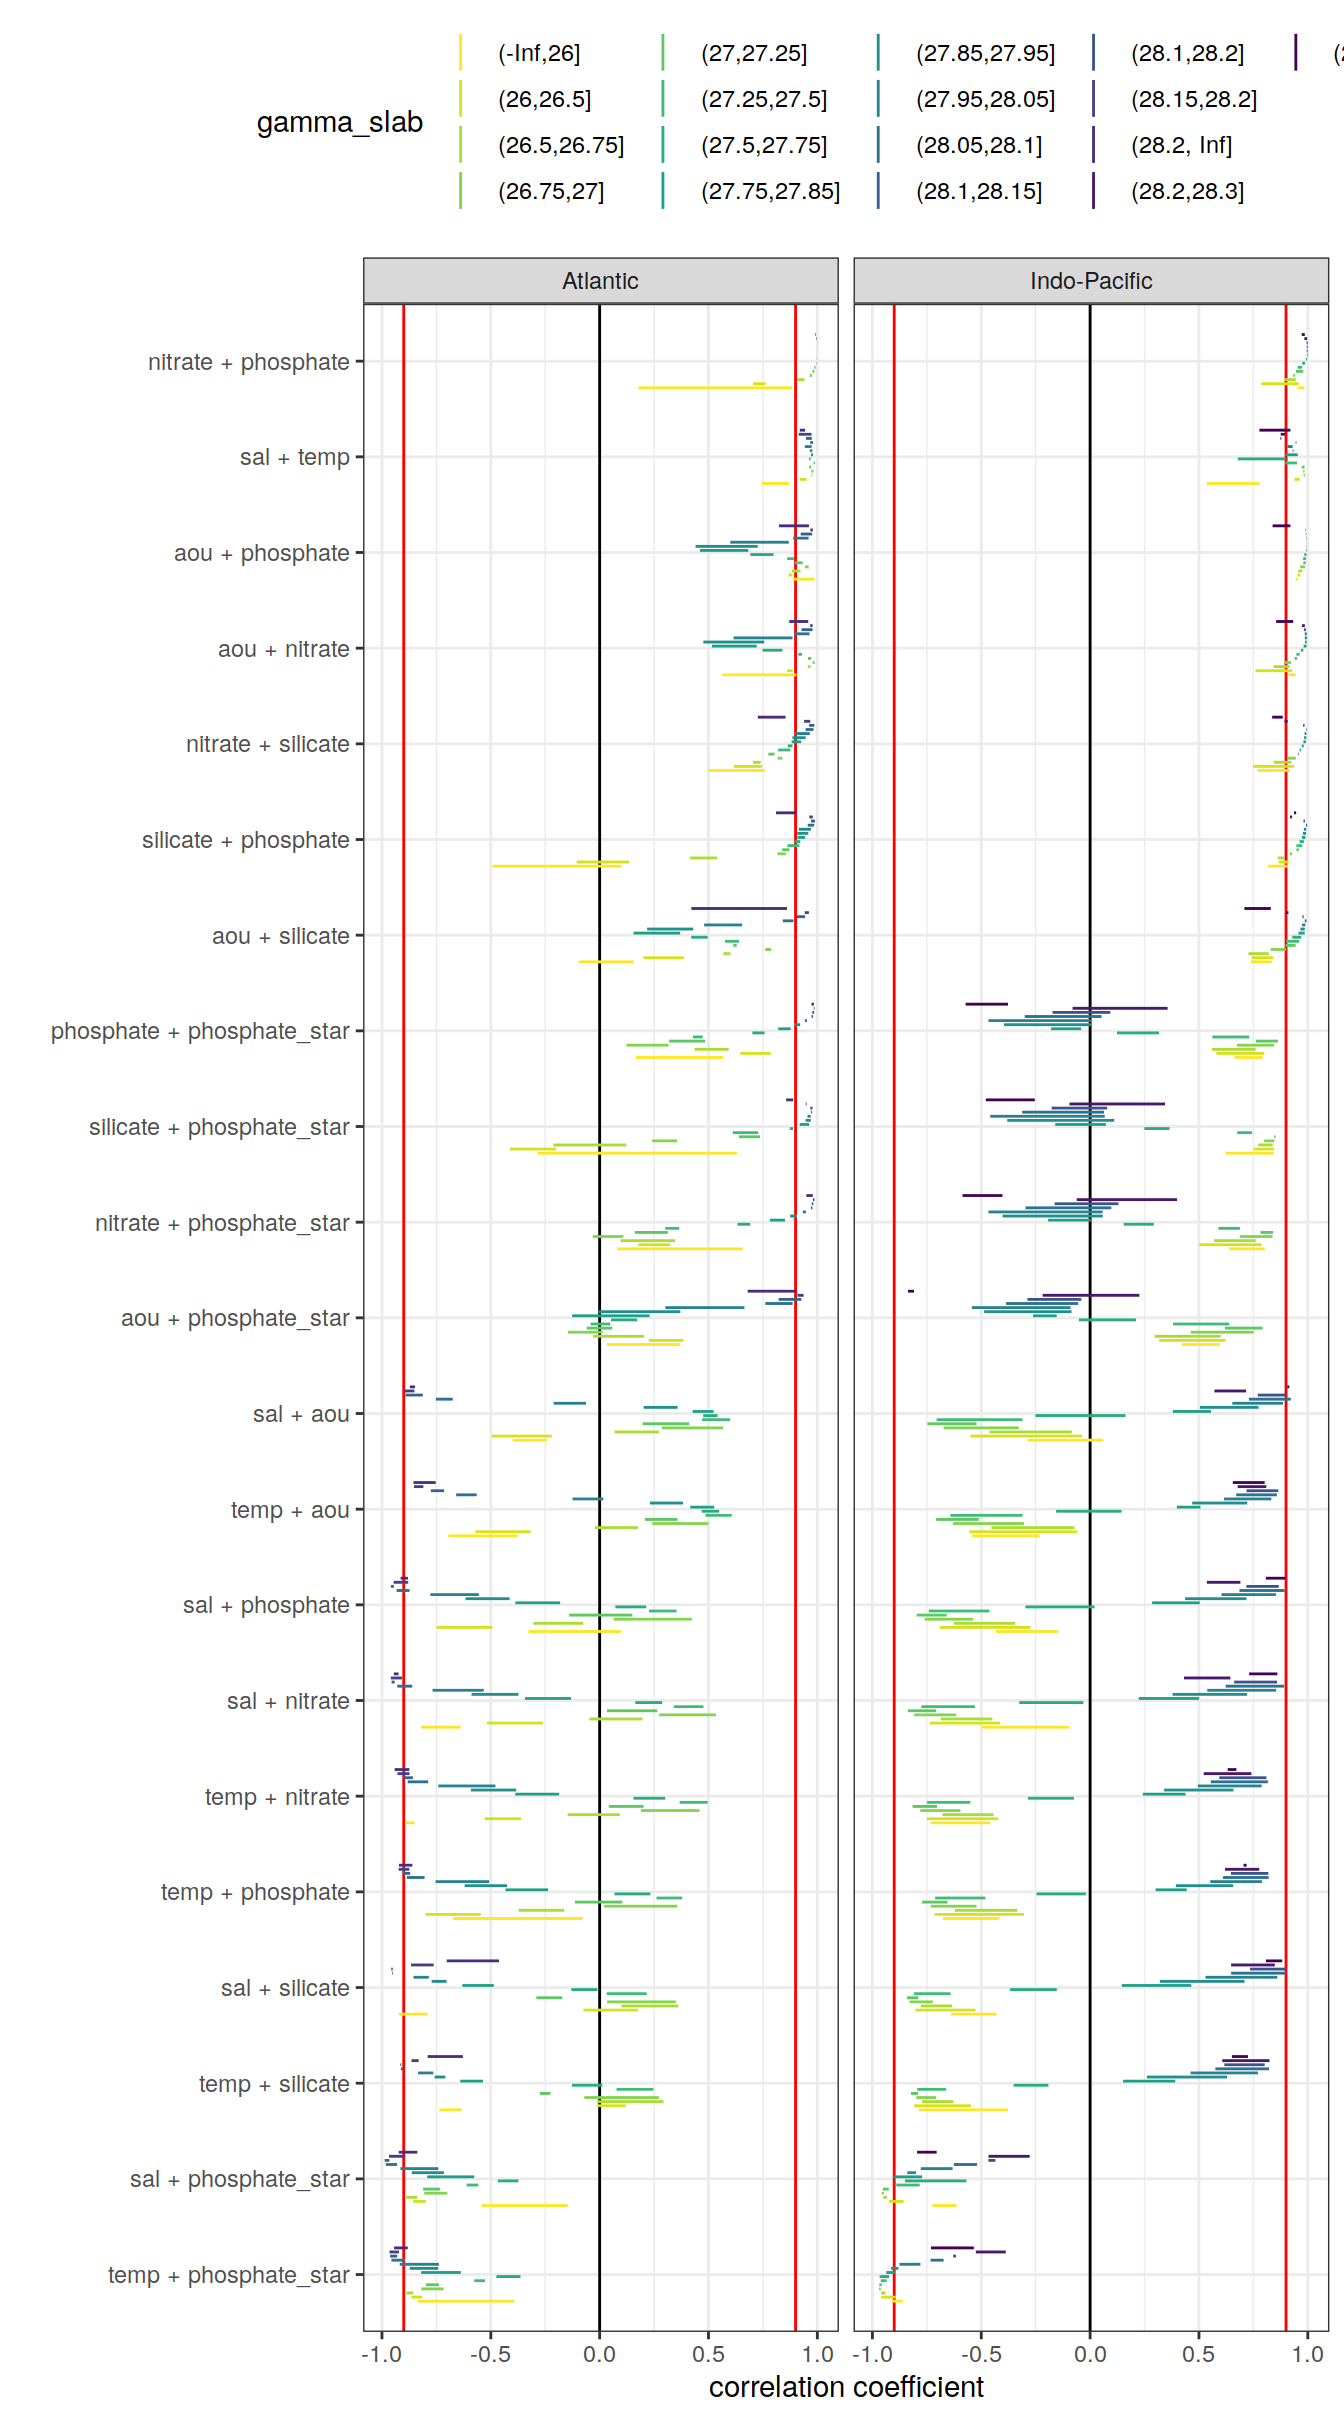 gamma_slab
(-Inf,26]
(26,26.5]
(26.5,26.75]
(26.75,27]
(27,27.25]
(27.25,27.5]
(27.5,27.75]
(27.75,27.85]
(27.85,27.95]
(27.95,28.05]
(28.05,28.1]
(28.1,28.15]
(28.1,28.2]
(28.15,28.2]
(28.2, Inf]
(28.2,28.3]
Atlantic
Indo-Pacific
nitrate + phosphate
sal + temp
aou + phosphate
aou + nitrate
nitrate + silicate
silicate + phosphate
aou + silicate
phosphate + phosphate_star
silicate + phosphate_star
nitrate + phosphate_star
aou + phosphate_star
sal + aou
temp + aou
sal + phosphate
sal + nitrate
temp + nitrate
temp + phosphate
sal + silicate
temp + silicate
sal + phosphate_star
temp + phosphate_star
-1.0 -0.5 0.0 0.5 1.0
-1.0 -0.5 0.0 0.5 1.0
correlation coefficient